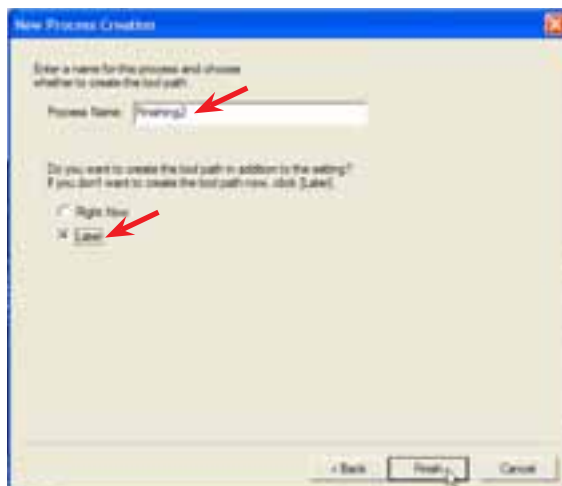 New Process Creation
Enter a name for this process and choose
whether to create the tool path.
Process Name: Finishing2
Do you want to create the tool path in addition to the setting?
If you don't want to create the tool path now, click [Later].
Right Now
Later
< Back Finish Cancel